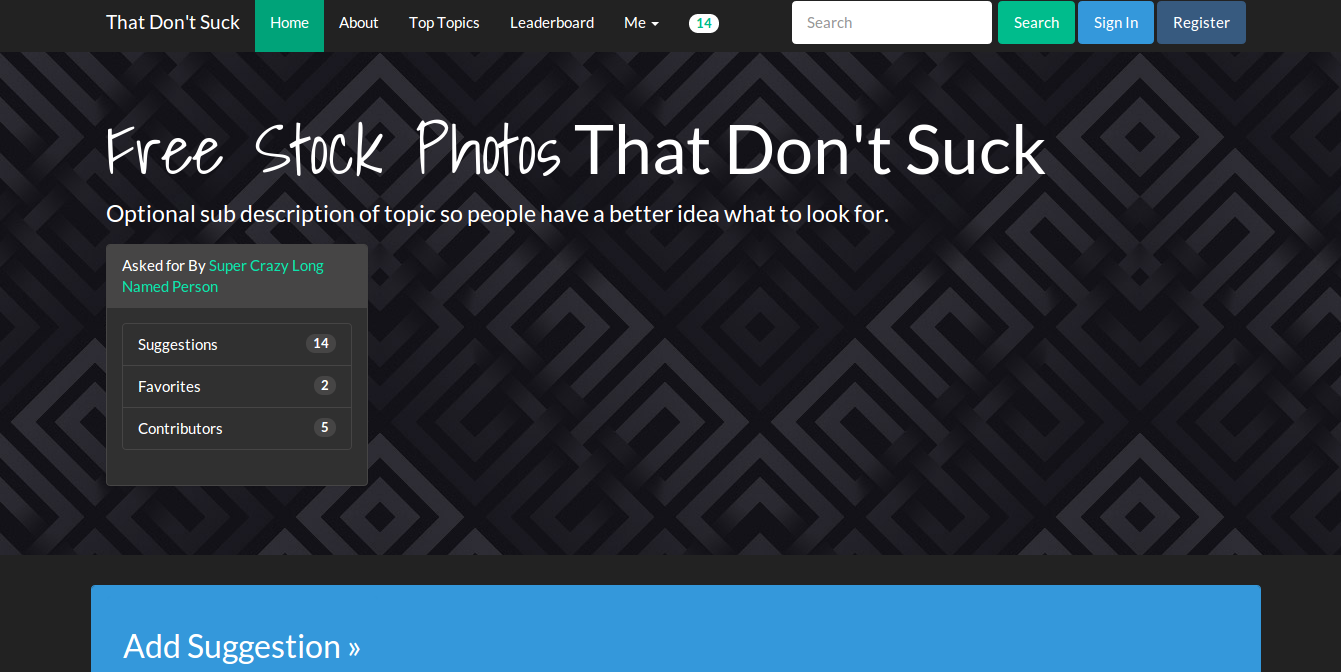 That Don't Suck Home About Top Topics Leaderboard Me 14 Search Search Sign In Register
Free Stock Photos That Don't Suck
Optional sub description of topic so people have a better idea what to look for.
Asked for By Super Crazy Long
Named Person
Suggestions 14
Favorites 2
Contributors 5
Add Suggestion »